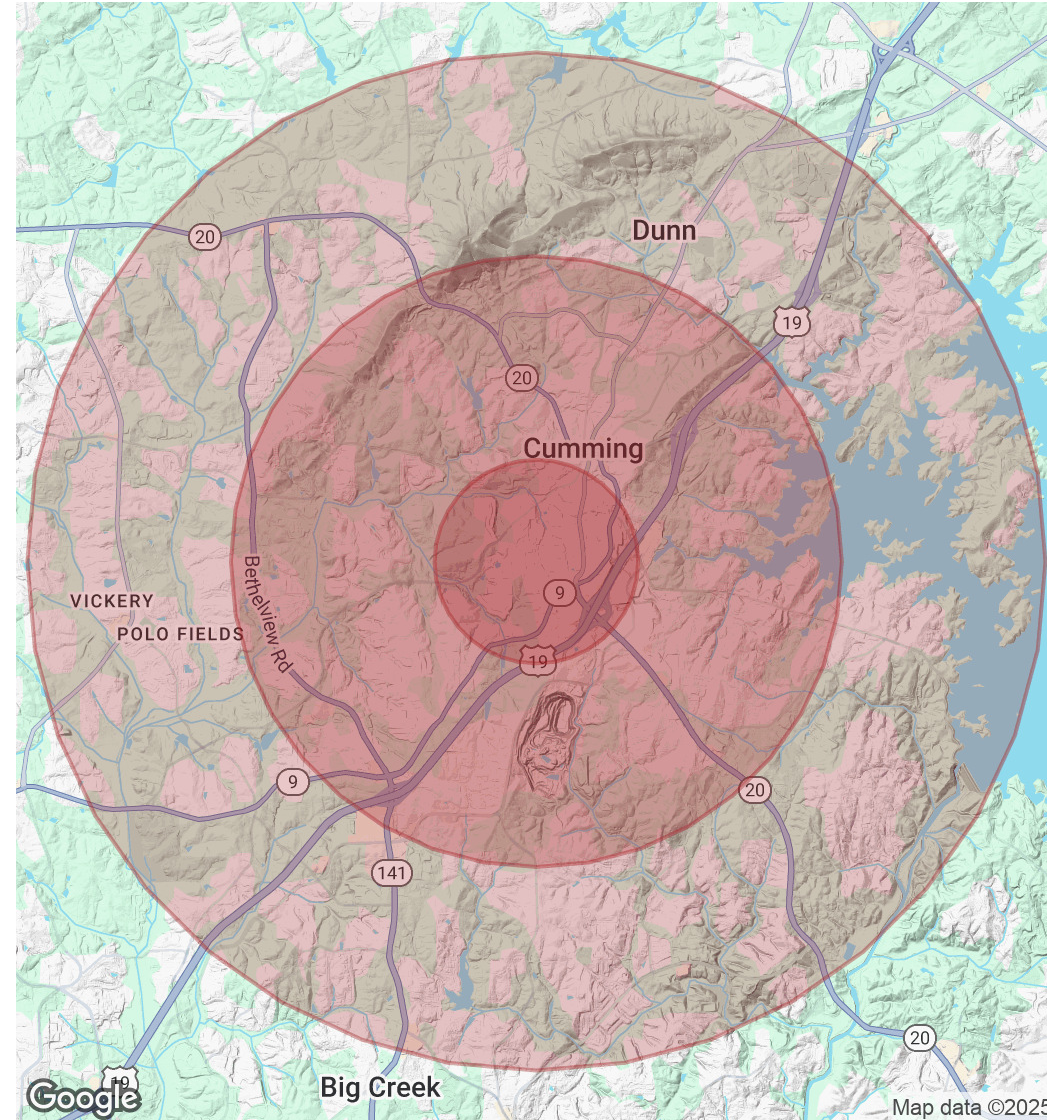 Dunn
20
19
20
Cumming
9
VICKERY
POLO FIELDS
Bethelview Rd
19
9
20
141
20
19
Big Creek
Google
Map data ©2025